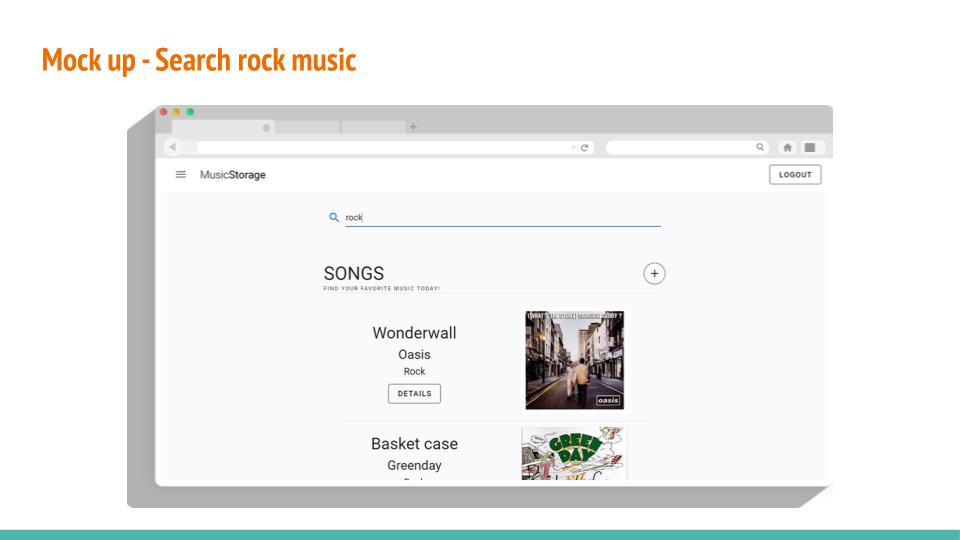 Mock up - Search rock music
MusicStorage
LOGOUT
rock
SONGS
FIND YOUR FAVORITE MUSIC TODAY!
Wonderwall
Oasis
Rock
DETAILS
(WHAT'S THE STORY) MORNING GLORY ?
oasis
Basket case
Greenday
GREEN
DAY